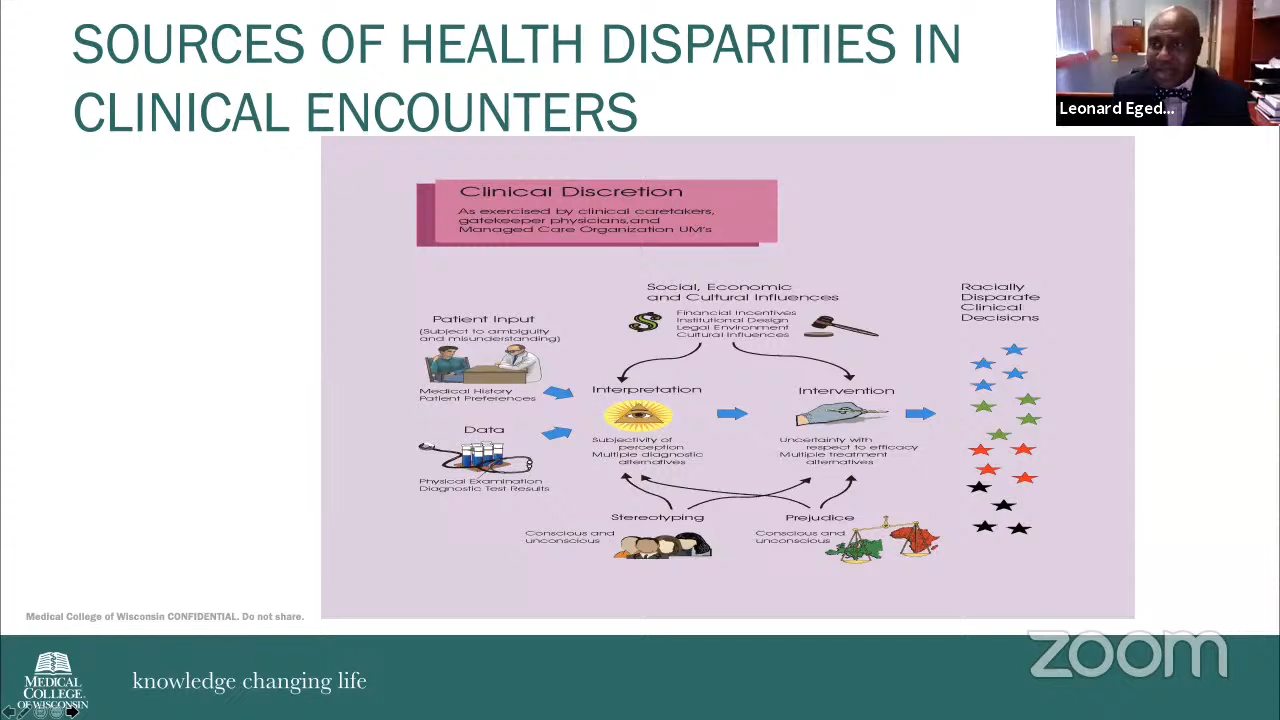 SOURCES OF HEALTH DISPARITIES IN
CLINICAL ENCOUNTERS
Leonard Eged...
Clinical Discretion
As exercised by clinical caretakers,
gatekeeper physicians,and
Managed Care Organization UM's
Social, Economic
and Cultural Influences
Financial Incentives
Institutional Design
Legal Environment
Cultural Influences
Racially
Disparate
Clinical
Decisions
Patient Input
(Subject to ambiguity
and misunderstanding)
Medical History
Patient Preferences
Interpretation
Subjectivity of
perception
Multiple diagnostic
alternatives
Intervention
Uncertainty with
respect to efficacy
Multiple treatment
alternatives
Data
Physical Examination
Diagnostic Test Results
Stereotyping
Conscious and
unconscious
Prejudice
Conscious and
unconscious
Medical College of Wisconsin CONFIDENTIAL. Do not share.
MEDICAL
COLLEGE
OF WISCONSIN
knowledge changing life
zoom